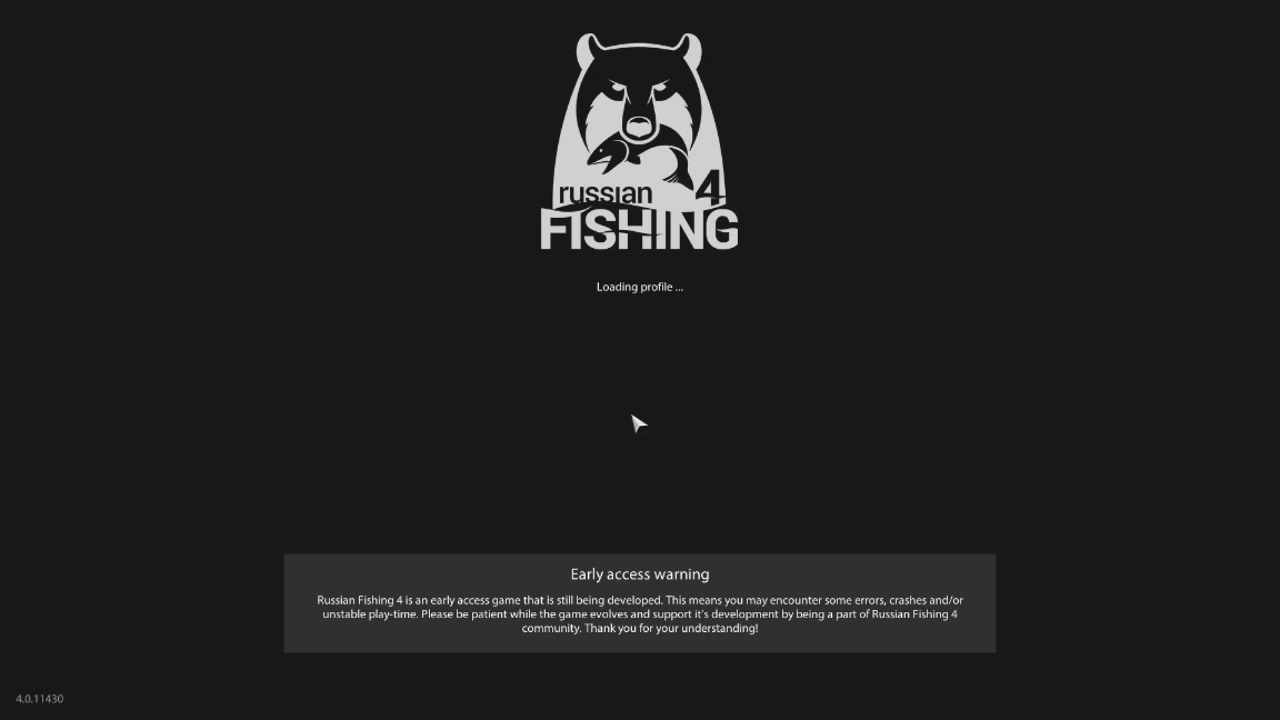 russian 4
FISHING
Loading profile ...
Early access warning
Russian Fishing 4 is an early access game that is still being developed. This means you may encounter some errors, crashes and/or
unstable play-time. Please be patient while the game evolves and support it's development by being a part of Russian Fishing 4
community. Thank you for your understanding!
4.0.11430